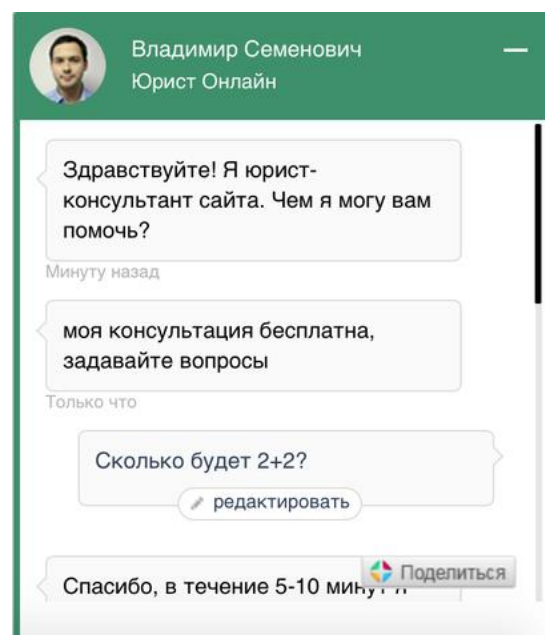 Владимир Семенович
Юрист Онлайн
Здравствуйте! Я юрист-
консультант сайта. Чем я могу вам
помочь?
Минуту назад
моя консультация бесплатна,
задавайте вопросы
Только что
Сколько будет 2+2?
редактировать
Поделиться
Спасибо, в течение 5-10 минут я